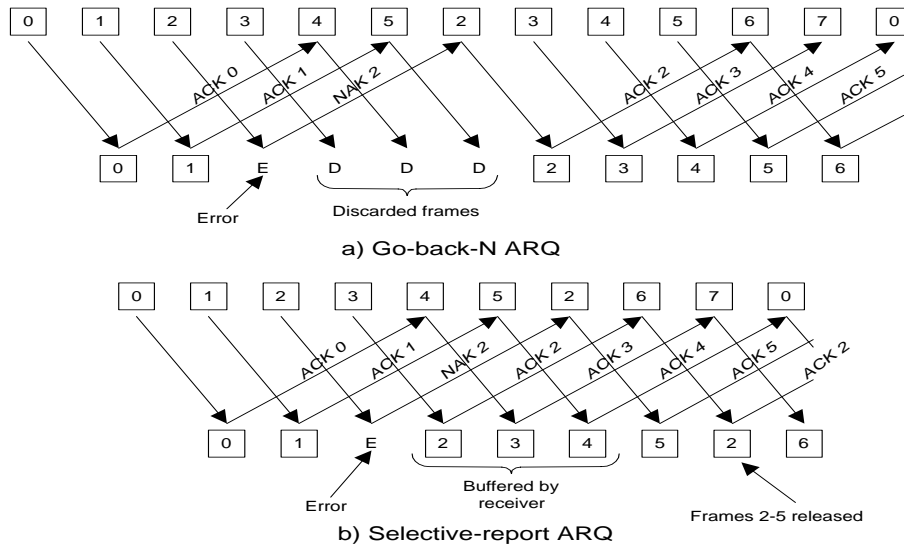 0 1 2 3 4 5 2 3 4 5 6 7 0
ACK 0 ACK 1 NAK 2 ACK 2 ACK 3 ACK 4 ACK 5
0 1 E D D D 2 3 4 5 6
Error
Discarded frames
a) Go-back-N ARQ
0 1 2 3 4 5 2 6 7 0
ACK 0 ACK 1 NAK 2 ACK 2 ACK 3 ACK 4 ACK 5 ACK 2
0 1 E 2 3 4 5 2 6
Error
Buffered by
receiver
Frames 2-5 released
b) Selective-report ARQ